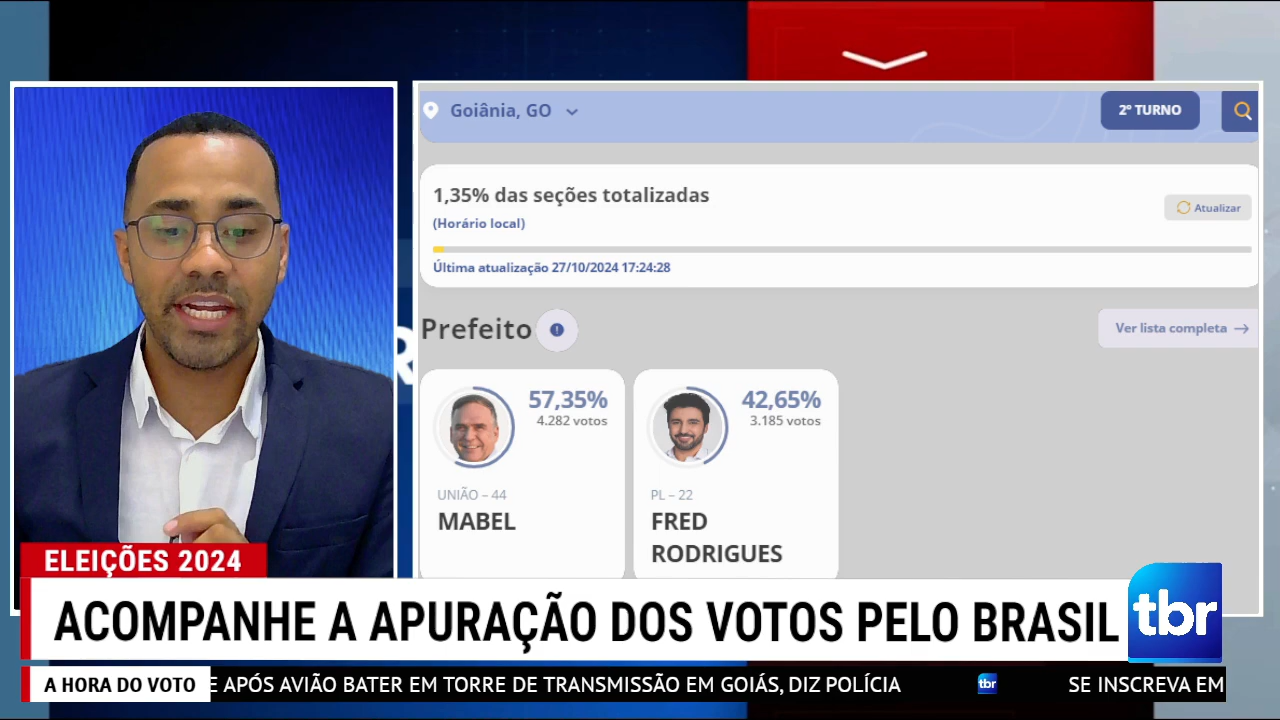 Goiânia, GO
2º TURNO
1,35% das seções totalizadas
(Horário local)
Atualizar
Última atualização 27/10/2024 17:24:28
Prefeito
Ver lista completa
57,35%
4.282 votos
UNIÃO – 44
MABEL
42,65%
3.185 votos
PL – 22
FRED
RODRIGUES
ELEIÇÕES 2024
ACOMPANHE A APURAÇÃO DOS VOTOS PELO BRASIL
tbr
A HORA DO VOTO
E APÓS AVIÃO BATER EM TORRE DE TRANSMISSÃO EM GOIÁS, DIZ POLÍCIA tbr SE INSCREVA EM